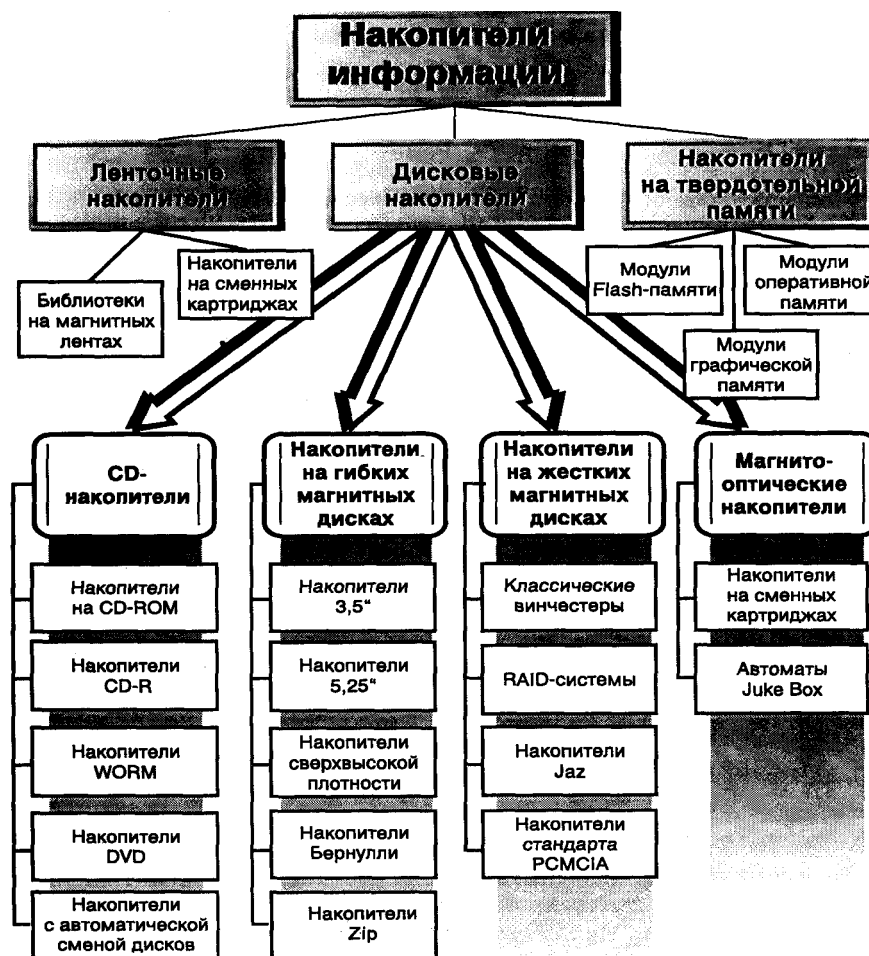 Накопители
информации
Ленточные
накопители
Дисковые
накопители
Накопители
на твердотельной
памяти
Библиотеки
на магнитных
лентах
Накопители
на сменных
картриджах
Модули
Flash-памяти
Модули
графической
памяти
Модули
оперативной
памяти
CD-
накопители
Накопители
на CD-ROM
Накопители
CD-R
Накопители
WORM
Накопители
DVD
Накопители
с автоматической
сменой дисков
Накопители
на гибких
магнитных
дисках
Накопители
3,5“
Накопители
5,25“
Накопители
сверхвысокой
плотности
Накопители
Бернулли
Накопители
Zip
Накопители
на жестких
магнитных
дисках
Классические
винчестеры
RAID-системы
Накопители
Jaz
Накопители
стандарта
PCMCIA
Магнито-
оптические
накопители
Накопители
на сменных
картриджах
Автоматы
Juke Box